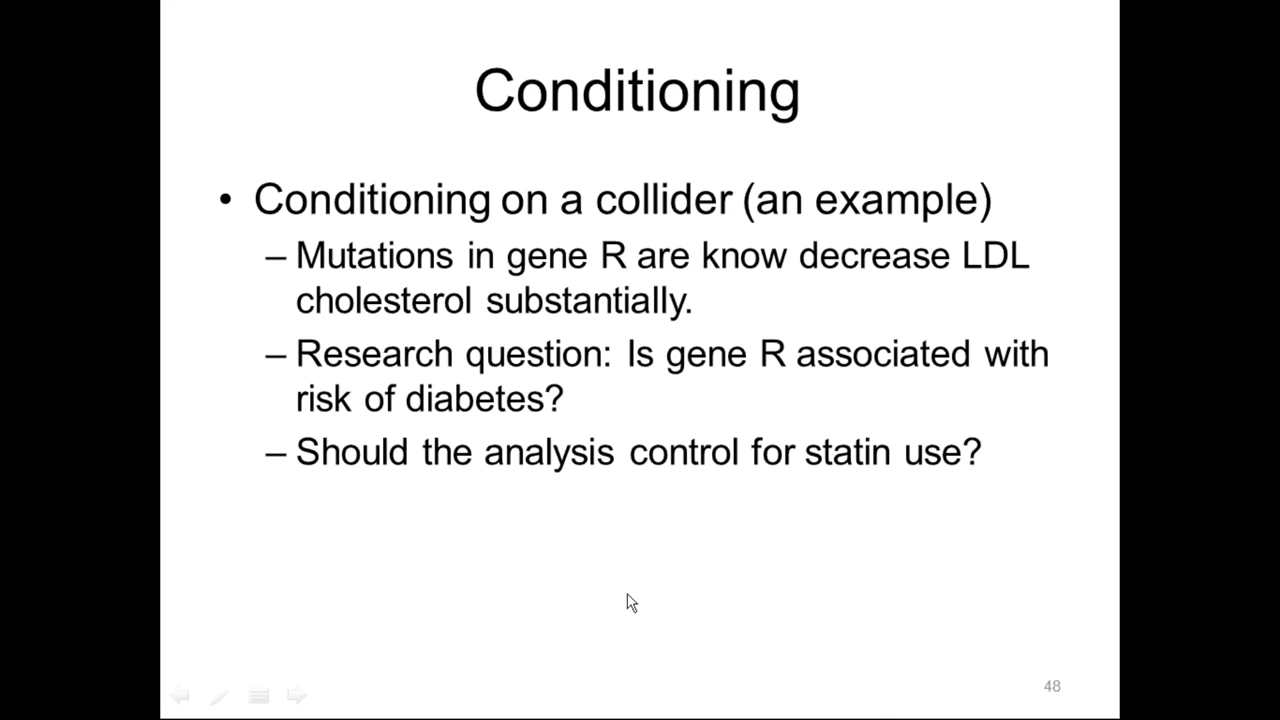 Conditioning
• Conditioning on a collider (an example)
– Mutations in gene R are know decrease LDL
cholesterol substantially.
– Research question: Is gene R associated with
risk of diabetes?
– Should the analysis control for statin use?
48